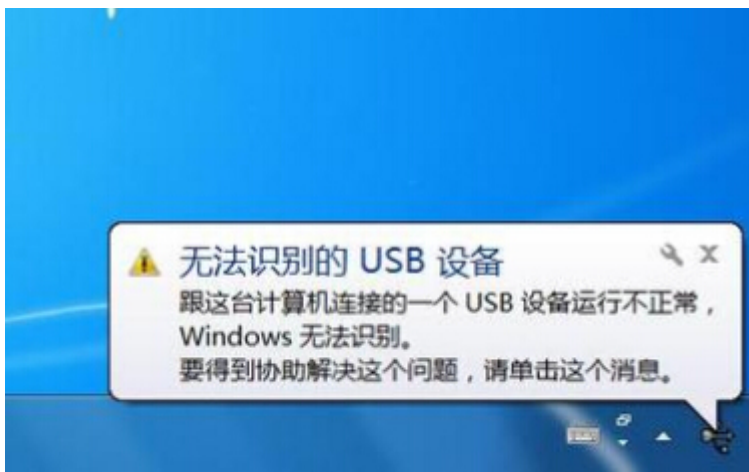 无法识别的 USB 设备
跟这台计算机连接的一个 USB 设备运行不正常，
Windows 无法识别。
要得到协助解决这个问题，请单击这个消息。